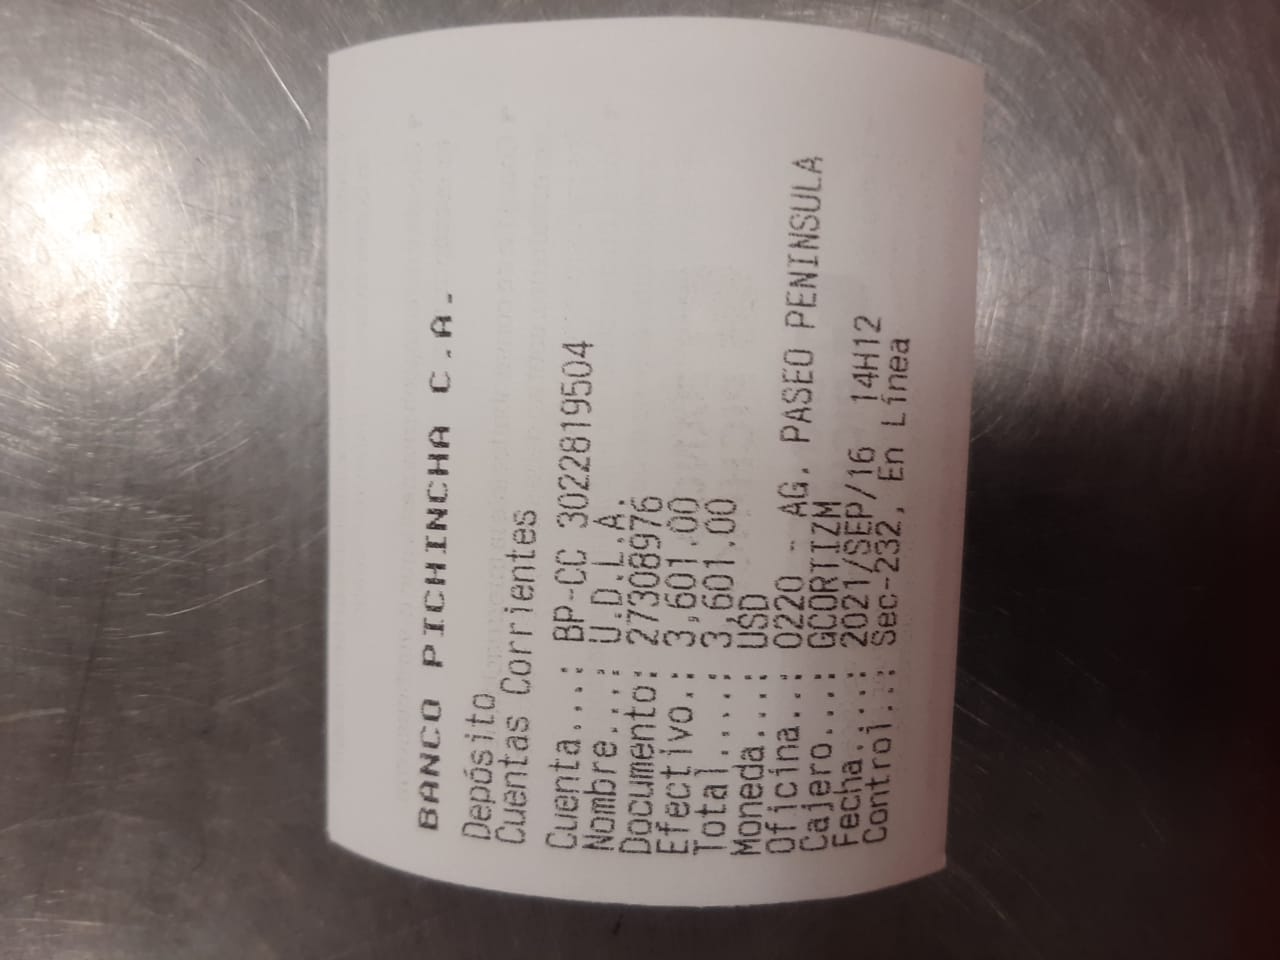 BANCO PICHINCHA C.A.
Depósito
Cuentas Corrientes
Cuenta...: BP-CC 3022819504
Nombre...: U.D.L.A.
Documento: 27308976
Efectivo.: 3,601.00
Total....: 3,601.00
Moneda...: USD
Oficina..: 0220 - AG. PASEO PENINSULA
Cajero...: GCORTIZM
Fecha....: 2021/SEP/16 14H12
Control..: Sec-232, En Línea